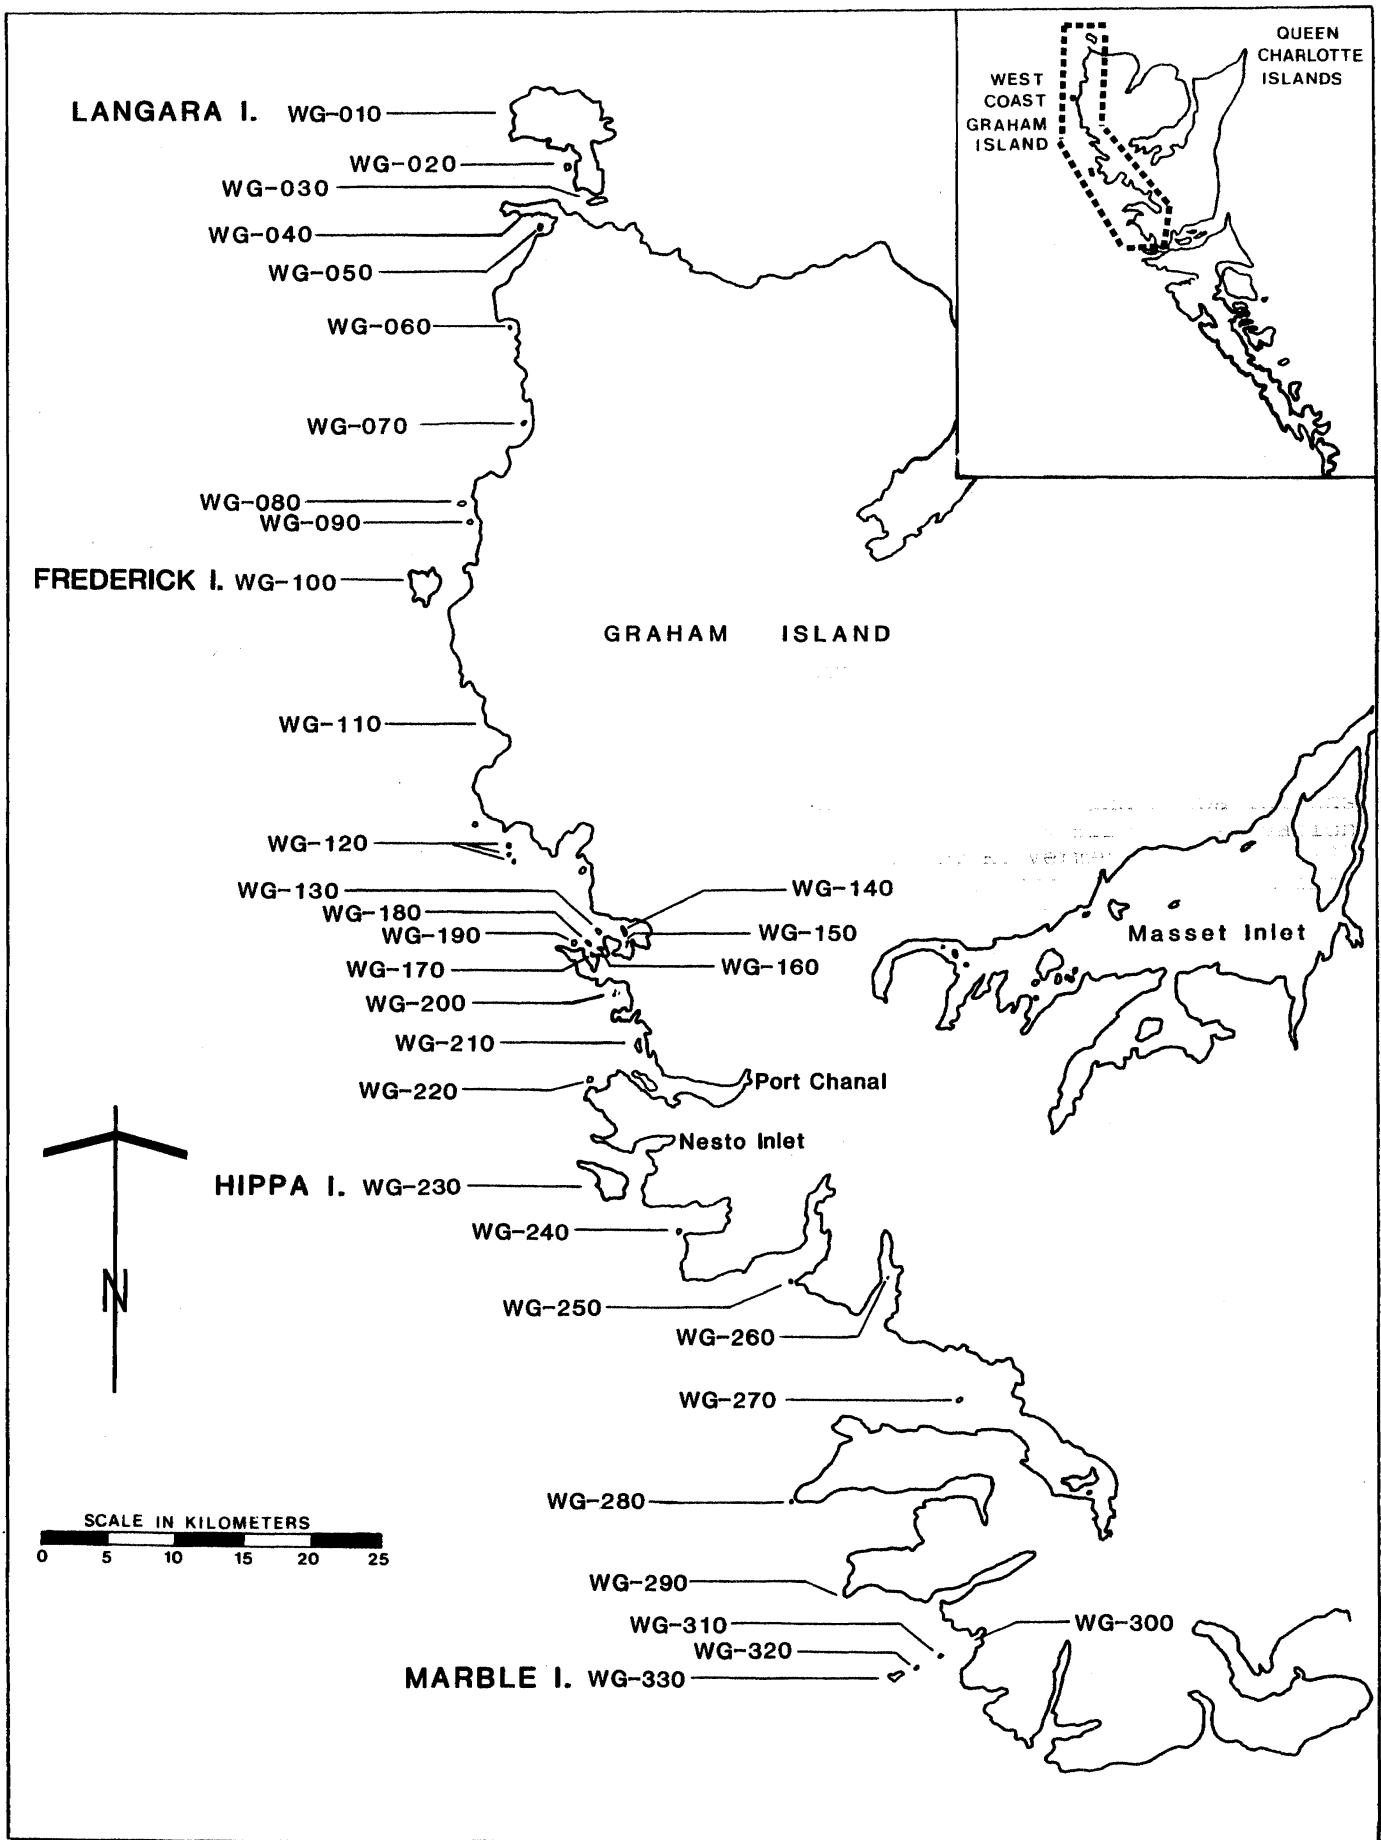 QUEEN
CHARLOTTE
ISLANDS
WEST
COAST
GRAHAM
ISLAND
LANGARA I. WG-010
WG-020
WG-030
WG-040
WG-050
WG-060
WG-070
WG-080
WG-090
FREDERICK I. WG-100
GRAHAM ISLAND
WG-110
WG-120
WG-130
WG-140
WG-180
WG-190
WG-150
Masset Inlet
WG-170
WG-160
WG-200
WG-210
WG-220
Port Chanal
Nesto Inlet
HIPPA I. WG-230
WG-240
N
WG-250
WG-260
WG-270
WG-280
SCALE IN KILOMETERS
0 5 10 15 20 25
WG-290
WG-310
WG-300
WG-320
MARBLE I. WG-330